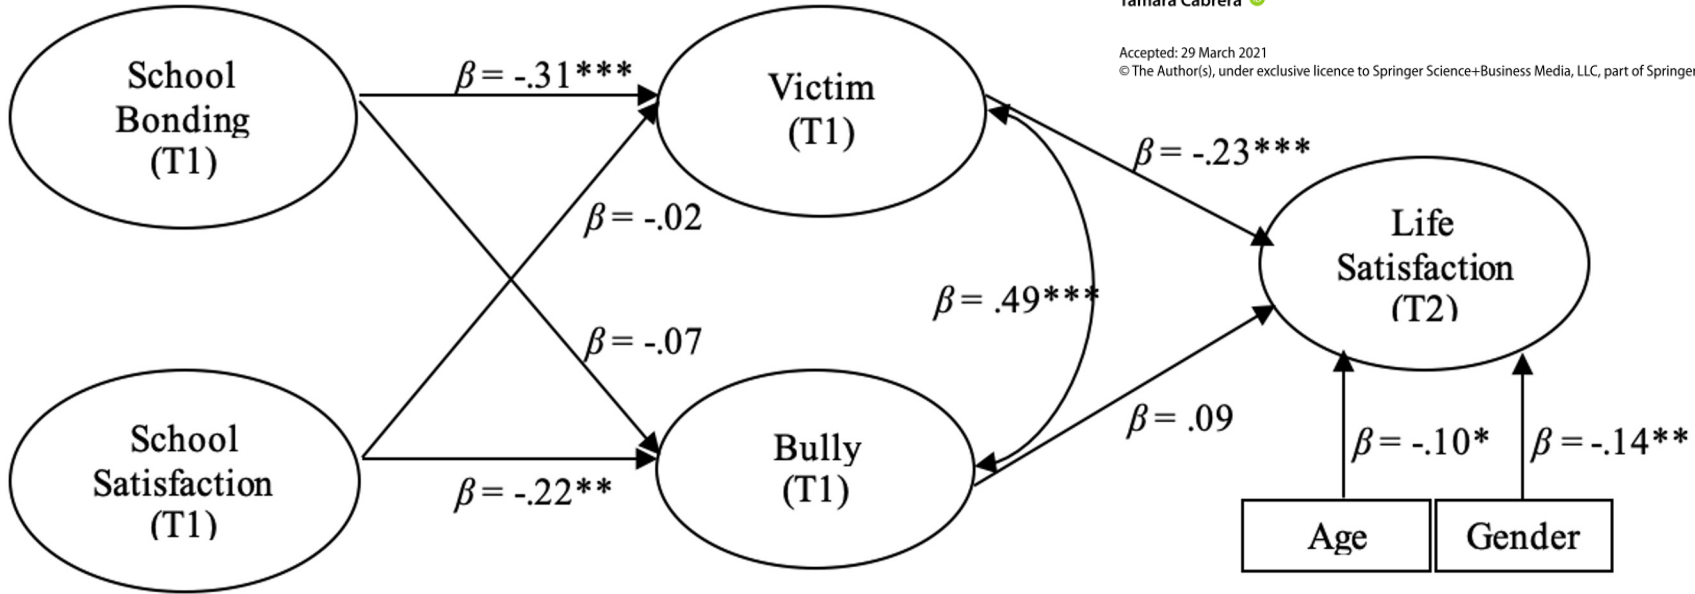 Tamara Cabrera
Accepted: 29 March 2021
© The Author(s), under exclusive licence to Springer Science+Business Media, LLC, part of Springer
School
Bonding
(T1)
β = -.31***
Victim
(T1)
β = -.23***
β = -.02
Life
Satisfaction
(T2)
β = .49***
β = -.07
School
Satisfaction
(T1)
β = -.22**
Bully
(T1)
β = .09
β = -.10*
β = -.14**
Age
Gender